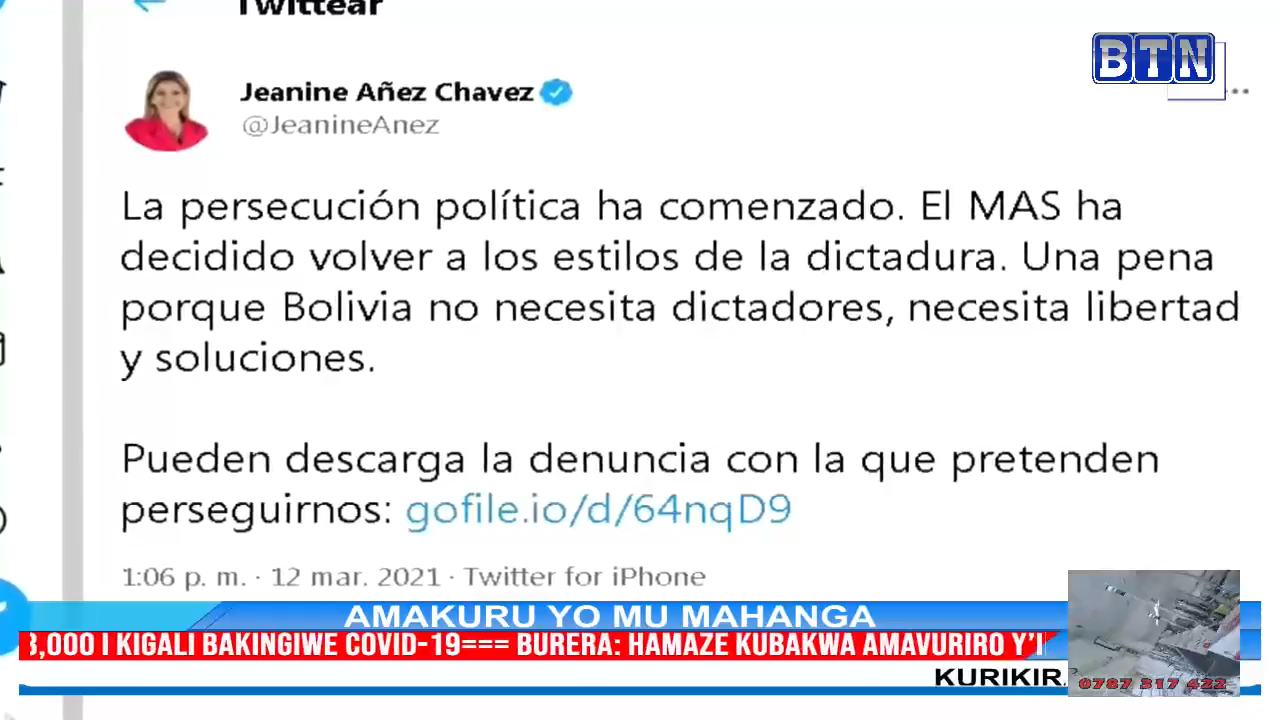 Twittear
BTN
Jeanine Añez Chavez
@JeanineAnez
La persecución política ha comenzado. El MAS ha
decidido volver a los estilos de la dictadura. Una pena
porque Bolivia no necesita dictadores, necesita libertad
y soluciones.
Pueden descarga la denuncia con la que pretenden
perseguirnos: gofile.io/d/64nqD9
1:06 p. m. · 12 mar. 2021 · Twitter for iPhone
AMAKURU YO MU MAHANGA
3,000 I KIGALI BAKINGIWE COVID-19=== BURERA: HAMAZE KUBAKWA AMAVURIRO Y'I
KURIKIRA
0787 317 422